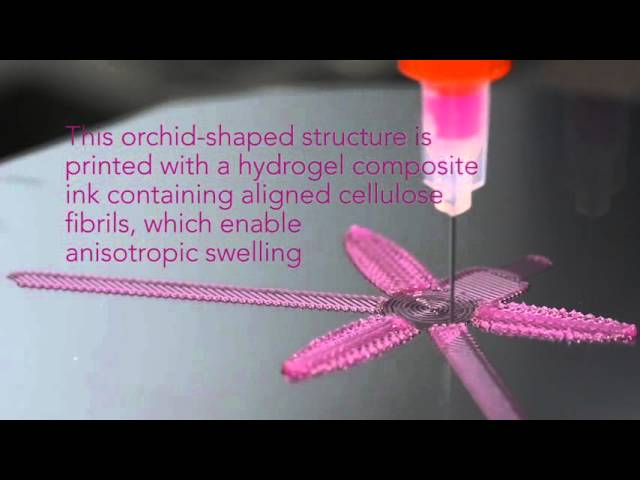 This orchid-shaped structure is
printed with a hydrogel composite
ink containing aligned cellulose
fibrils, which enable
anisotropic swelling